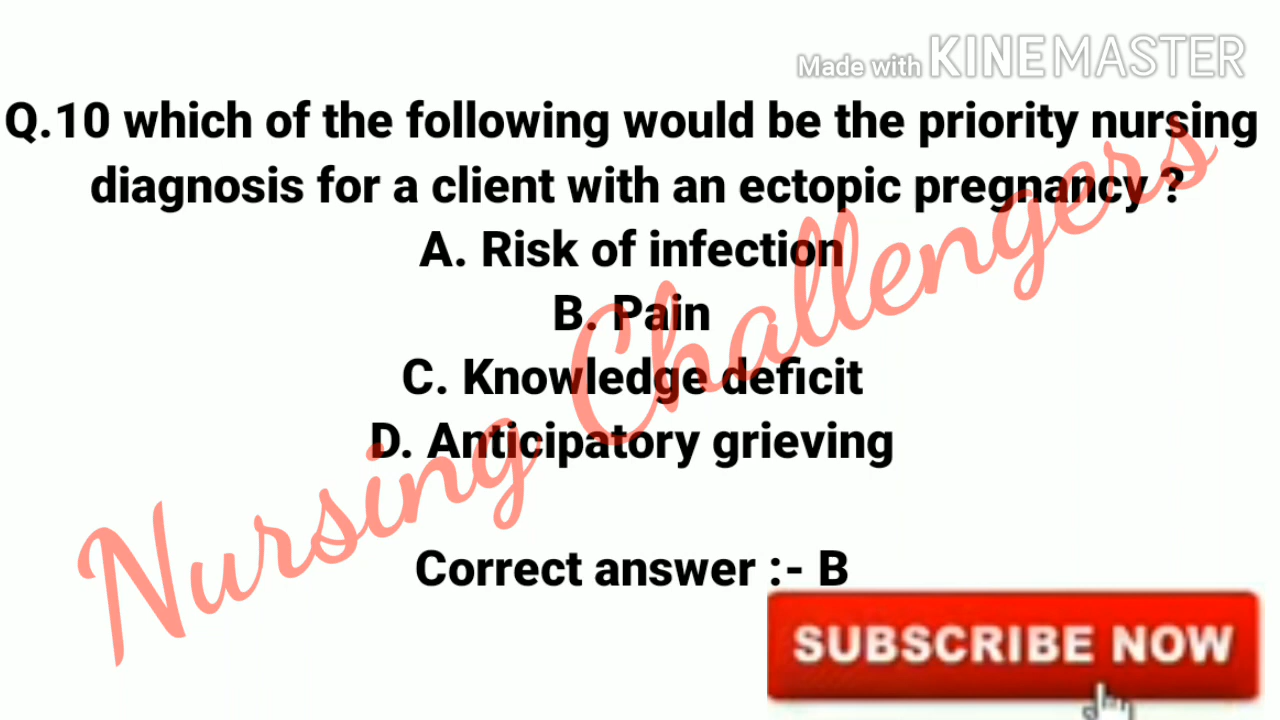 Made with KINEMASTER
Q.10 which of the following would be the priority nursing
diagnosis for a client with an ectopic pregnancy ?
A. Risk of infection
B. Pain
C. Knowledge deficit
D. Anticipatory grieving
Nursing Challengers
Correct answer :- B
SUBSCRIBE NOW